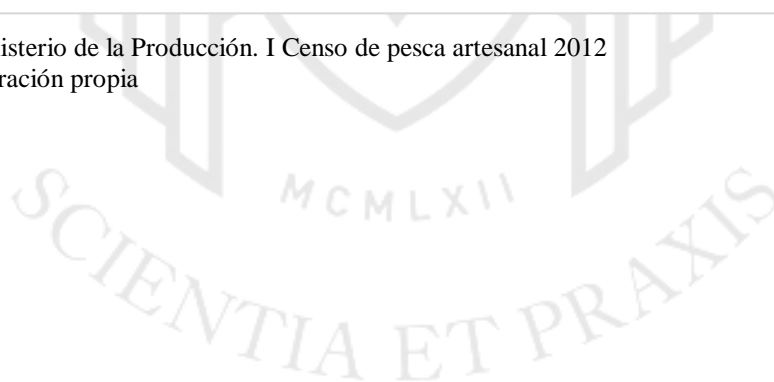 isterio de la Producción. I Censo de pesca artesanal 2012
ración propia
MCMLXII
SCIENTIA ET PRAXIS